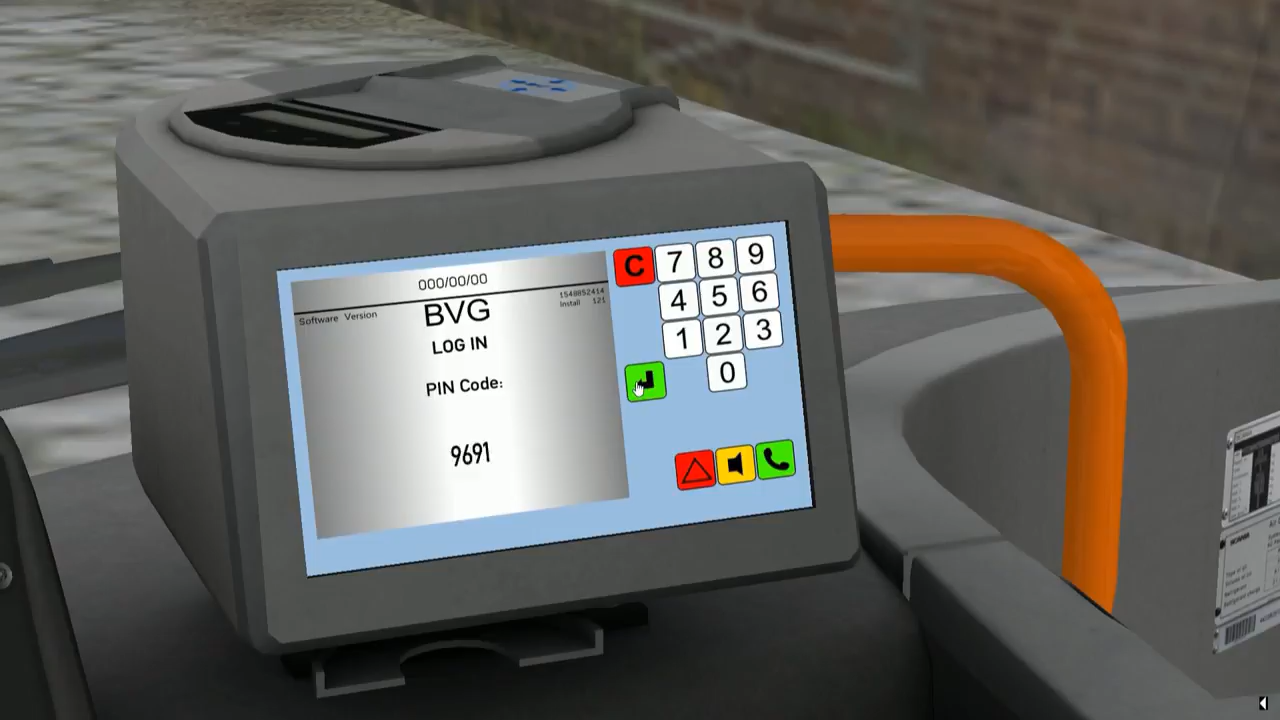 000/00/00
Software Version
BVG
1548852414
Install 121
LOG IN
PIN Code:
9691
C 7 8 9
4 5 6
1 2 3
0